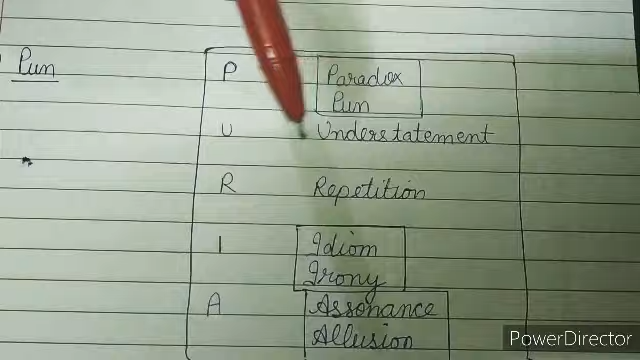 Pun
P Paradox
Pun
U Understatement
R Repetition
I Idiom
Irony
A Assonance
Allusion
PowerDirector